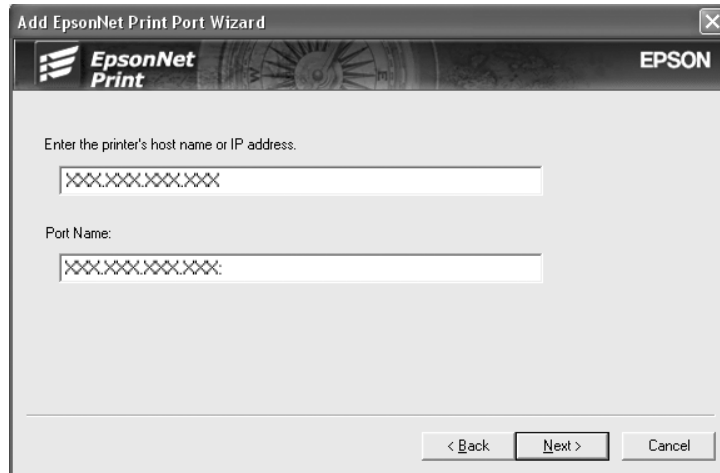 Add EpsonNet Print Port Wizard
EpsonNet
Print
EPSON
Enter the printer's host name or IP address.
XXX.XXX.XXX.XXX
Port Name:
XXX.XXX.XXX.XXX:
< Back
Next >
Cancel